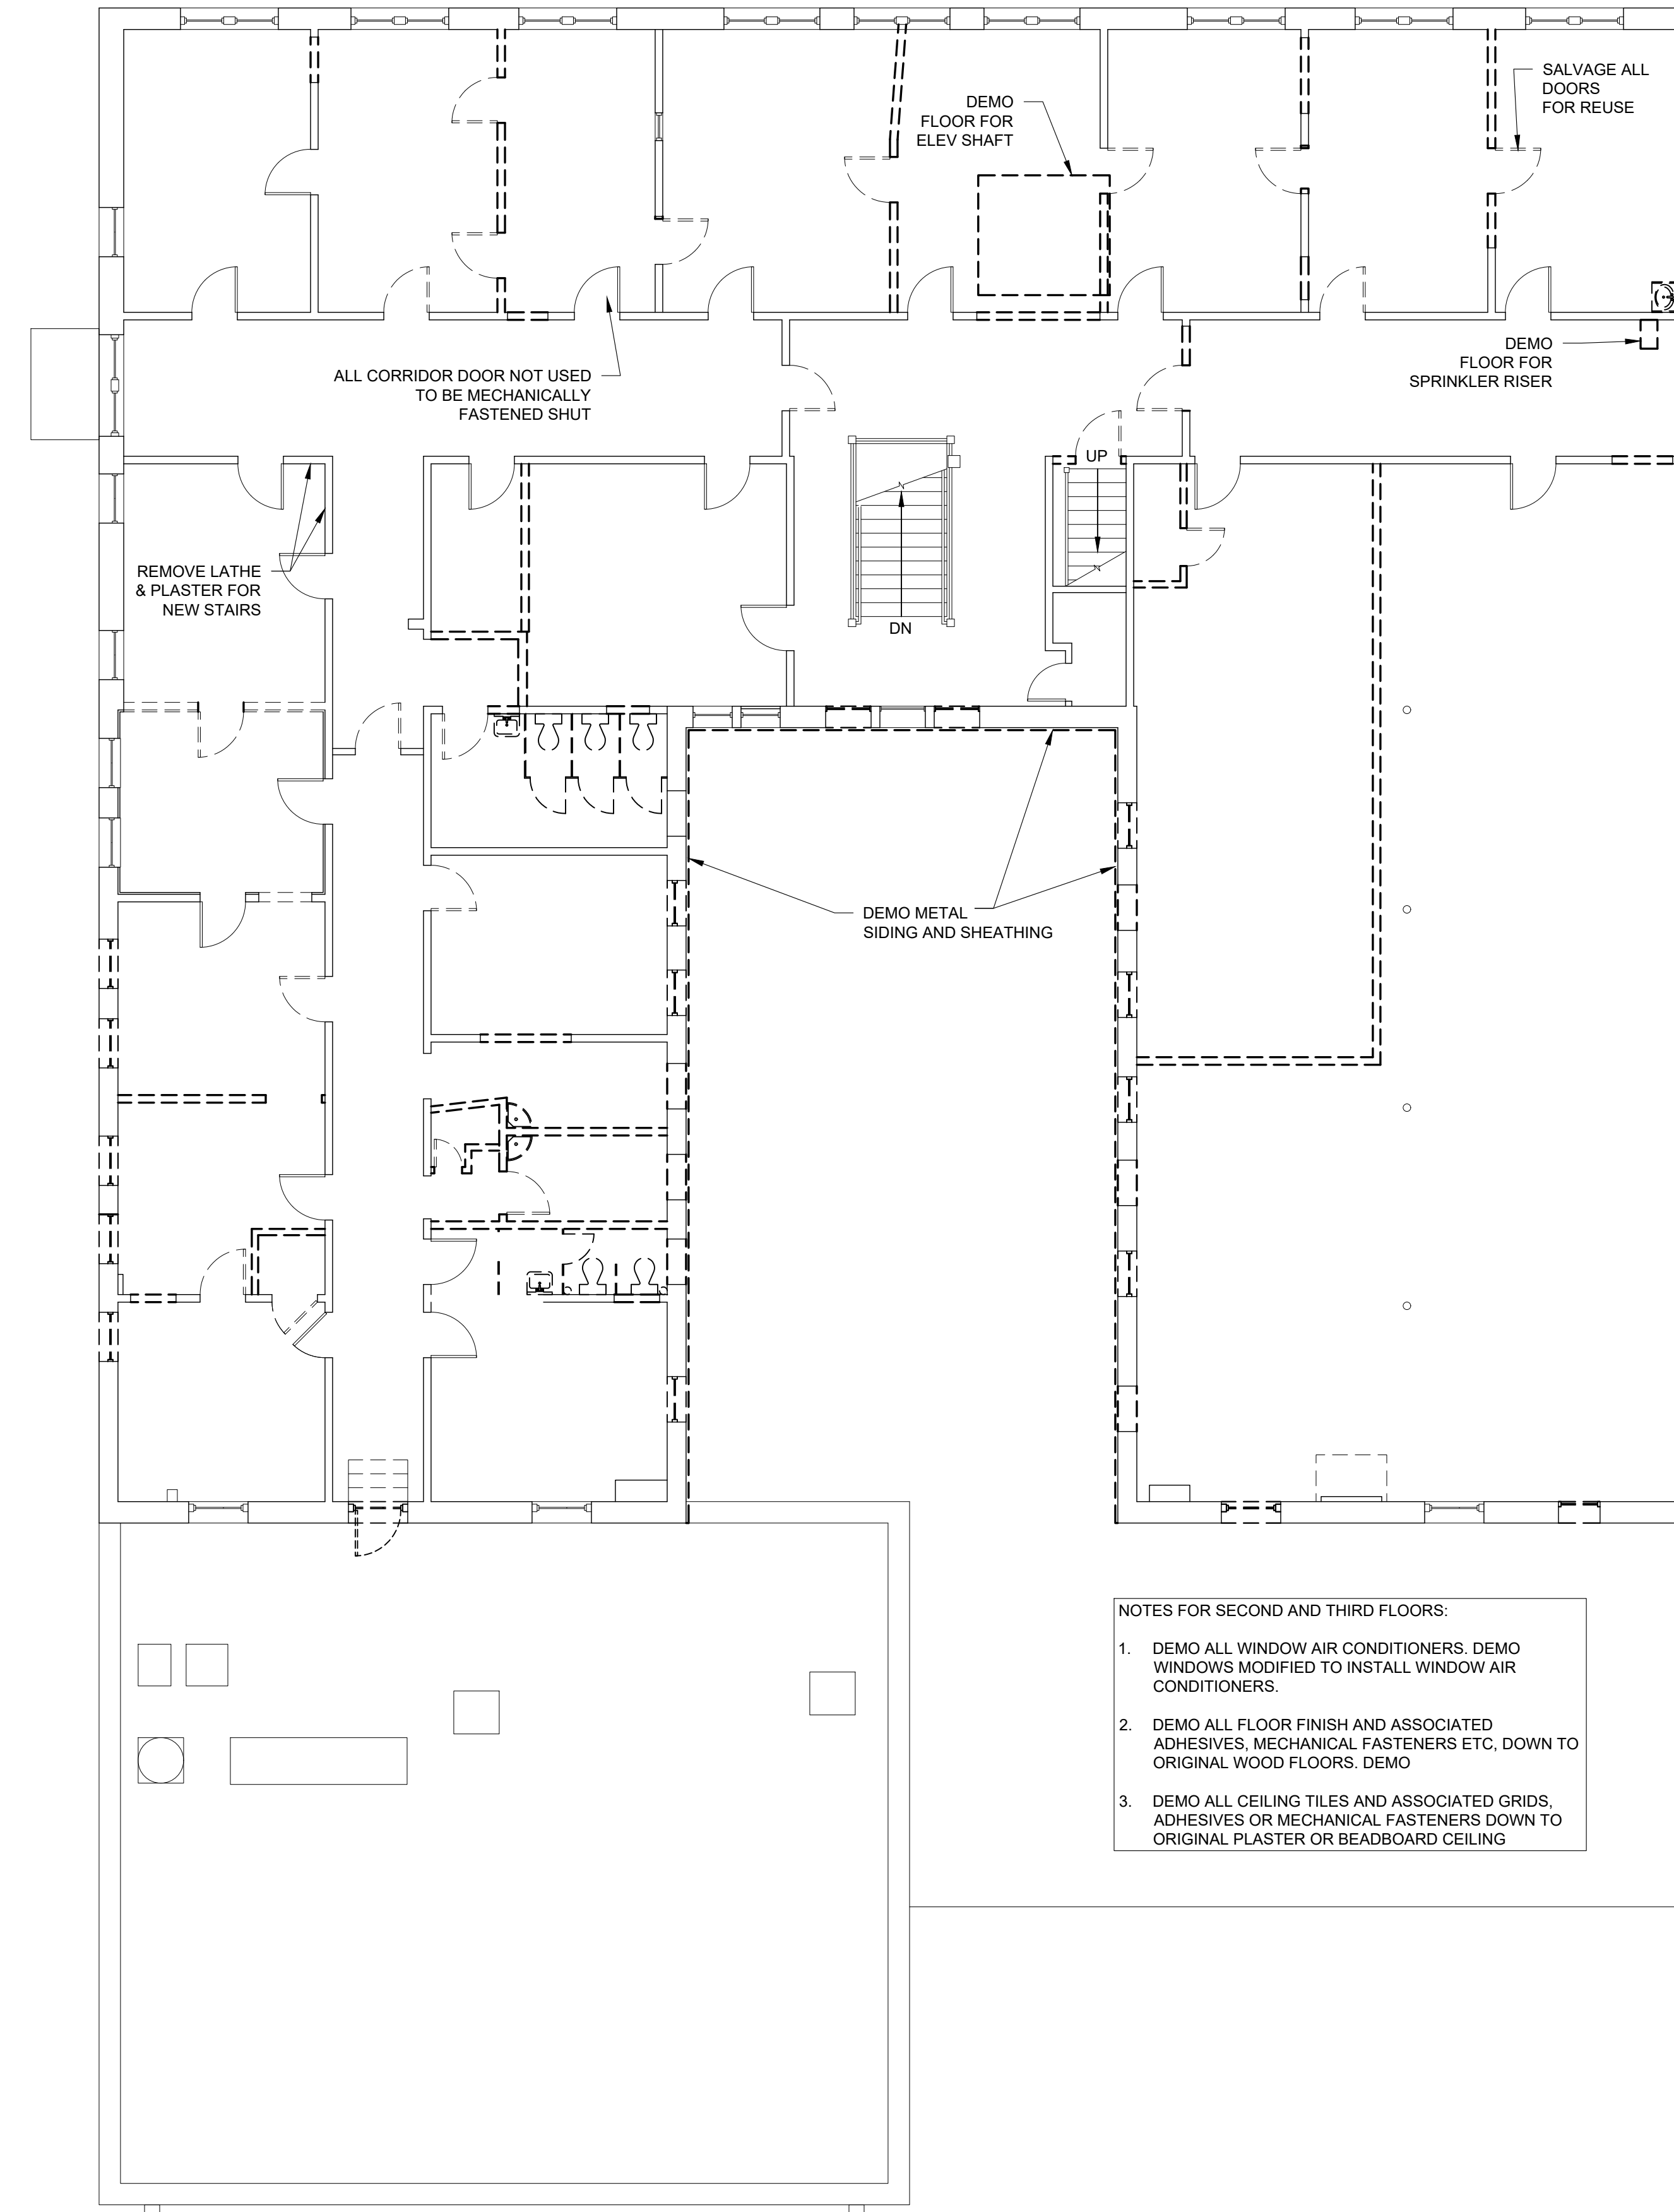 SALVAGE ALL
DOORS
FOR REUSE
DEMO
FLOOR FOR
ELEV SHAFT
DEMO
FLOOR FOR
SPRINKLER RISER
ALL CORRIDOR DOOR NOT USED
TO BE MECHANICALLY
FASTENED SHUT
UP
REMOVE LATHE
& PLASTER FOR
NEW STAIRS
DN
DEMO METAL
SIDING AND SHEATHING
NOTES FOR SECOND AND THIRD FLOORS:
1. DEMO ALL WINDOW AIR CONDITIONERS. DEMO
WINDOWS MODIFIED TO INSTALL WINDOW AIR
CONDITIONERS.
2. DEMO ALL FLOOR FINISH AND ASSOCIATED
ADHESIVES, MECHANICAL FASTENERS ETC, DOWN TO
ORIGINAL WOOD FLOORS. DEMO
3. DEMO ALL CEILING TILES AND ASSOCIATED GRIDS,
ADHESIVES OR MECHANICAL FASTENERS DOWN TO
ORIGINAL PLASTER OR BEADBOARD CEILING